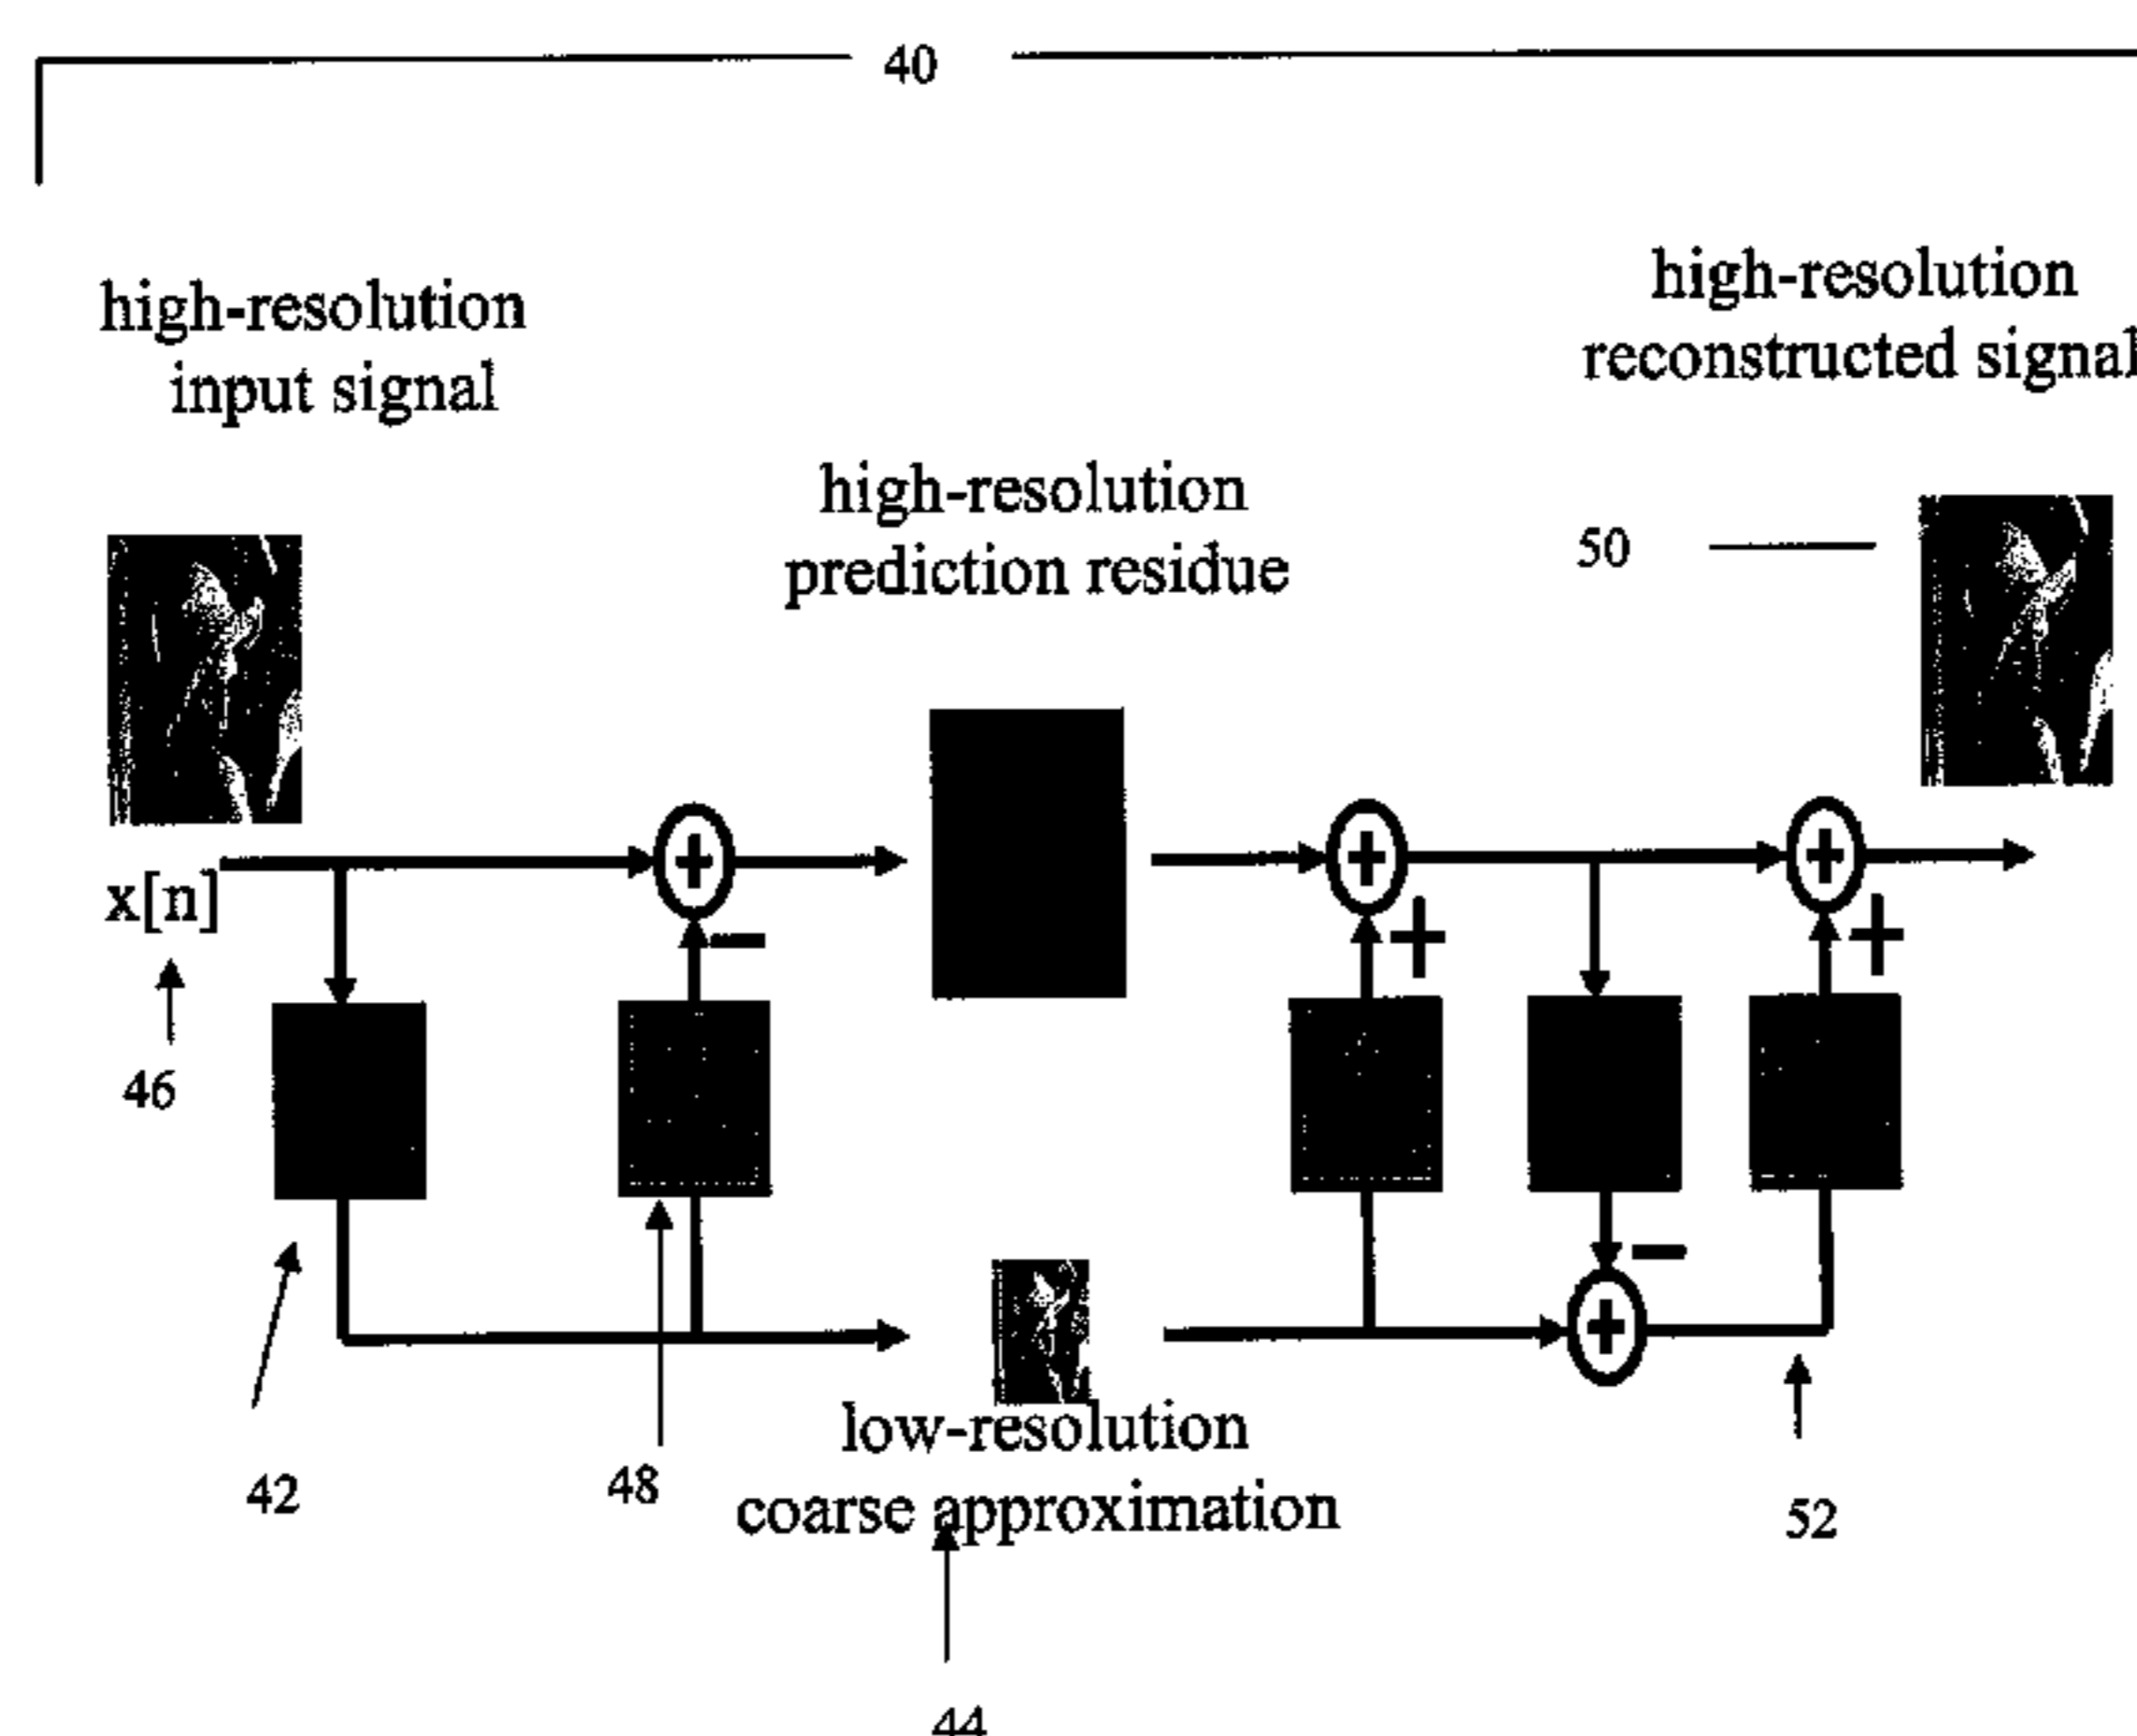 40
high-resolution
input signal
high-resolution
reconstructed signal
high-resolution
prediction residue
50
x[n]
+
+
+
−
+
+
46
−
+
42
48
low-resolution
coarse approximation
52
44